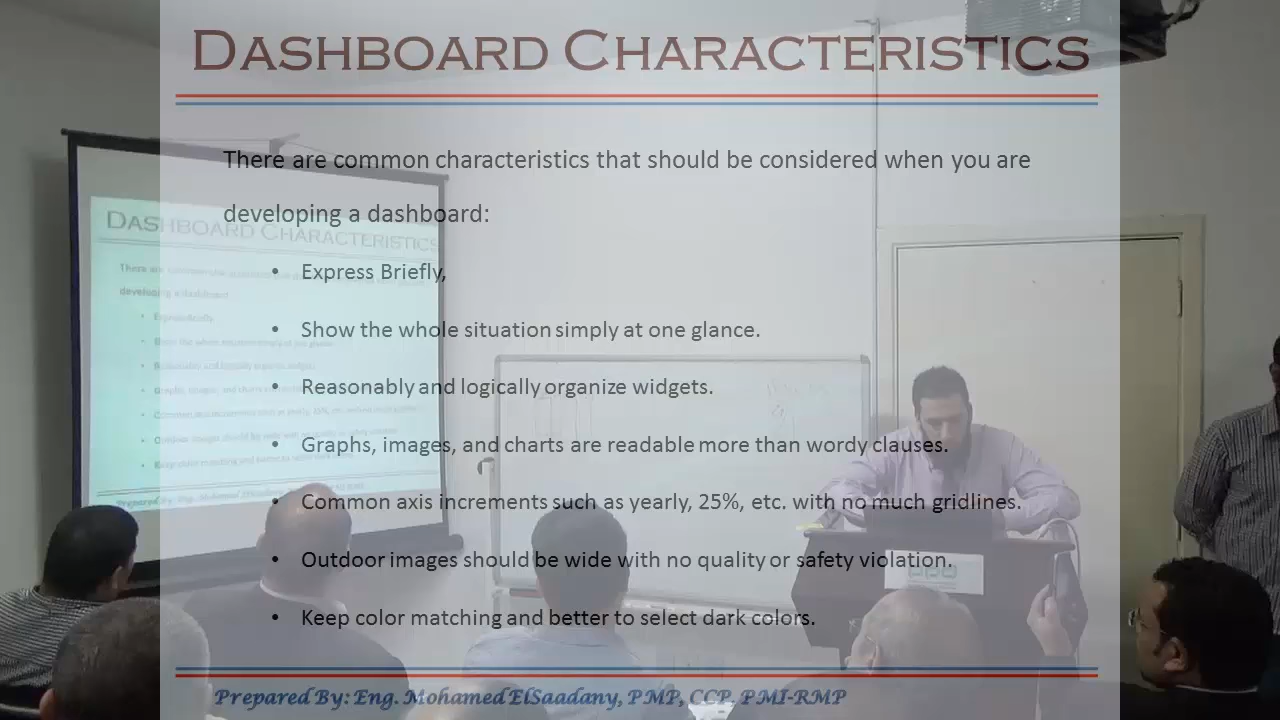 DASHBOARD CHARACTERISTICS
There are common characteristics that should be considered when you are
developing a dashboard:
• Express Briefly,
• Show the whole situation simply at one glance.
• Reasonably and logically organize widgets.
• Graphs, images, and charts are readable more than wordy clauses.
• Common axis increments such as yearly, 25%, etc. with no much gridlines.
• Outdoor images should be wide with no quality or safety violation.
• Keep color matching and better to select dark colors.
Prepared By: Eng. Mohamed ElSaadany, PMP, CCP, PMI-RMP
DASHBOARD CHARACTERISTICS
developing a dashboard